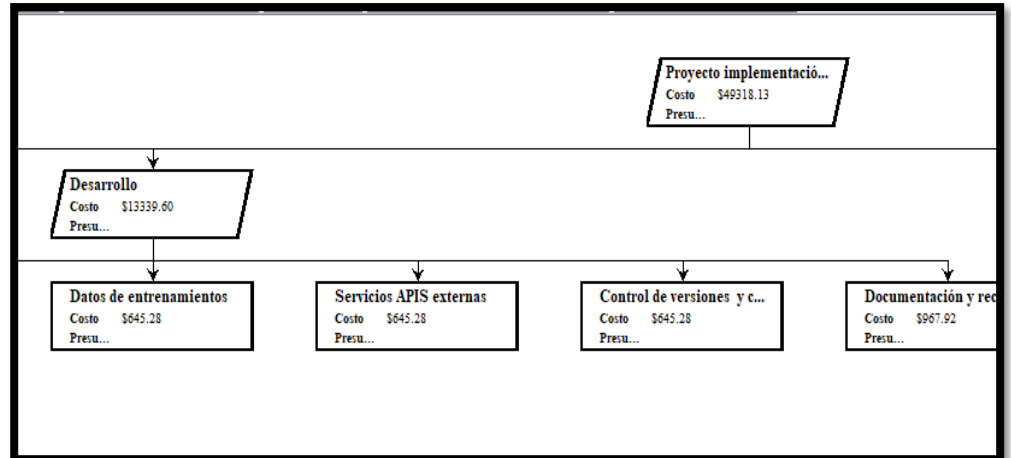 Proyecto implementació...
Costo $49318.13
Presu...
Desarrollo
Costo $13339.60
Presu...
Datos de entrenamientos
Costo $645.28
Presu...
Servicios APIS externas
Costo $645.28
Presu...
Control de versiones y c...
Costo $645.28
Presu...
Documentación y rec
Costo $967.92
Presu...